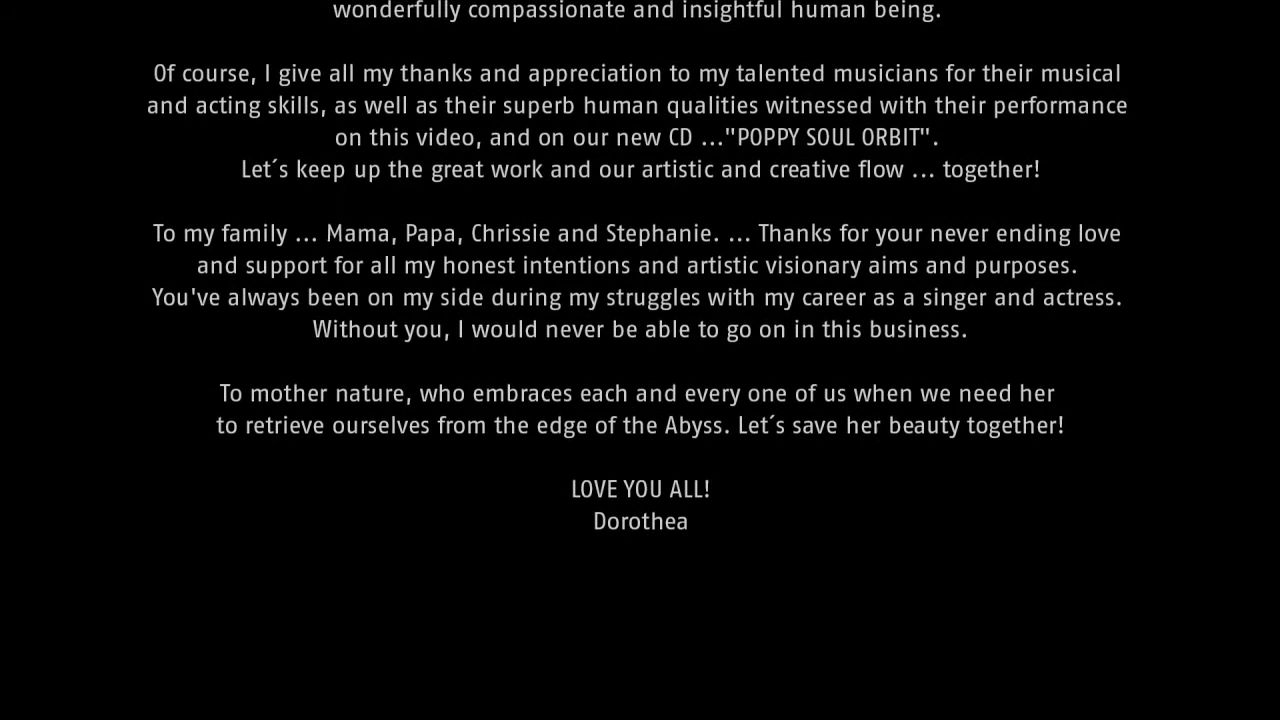 wonderfully compassionate and insightful human being.
Of course, I give all my thanks and appreciation to my talented musicians for their musical
and acting skills, as well as their superb human qualities witnessed with their performance
on this video, and on our new CD ..."POPPY SOUL ORBIT".
Let´s keep up the great work and our artistic and creative flow ... together!
To my family ... Mama, Papa, Chrissie and Stephanie. ... Thanks for your never ending love
and support for all my honest intentions and artistic visionary aims and purposes.
You've always been on my side during my struggles with my career as a singer and actress.
Without you, I would never be able to go on in this business.
To mother nature, who embraces each and every one of us when we need her
to retrieve ourselves from the edge of the Abyss. Let´s save her beauty together!
LOVE YOU ALL!
Dorothea